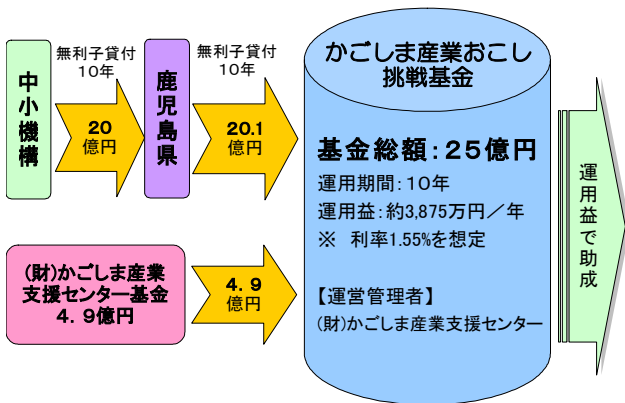 中小機構
無利子貸付
10年
20
億円
鹿児島県
無利子貸付
10年
20.1
億円
(財)かごしま産業
支援センター基金
4.9億円
4.9
億円
かごしま産業おこし
挑戦基金
基金総額:25億円
運用期間:10年
運用益:約3,875万円/年
※ 利率1.55%を想定
【運営管理者】
(財)かごしま産業支援センター
運用益で助成